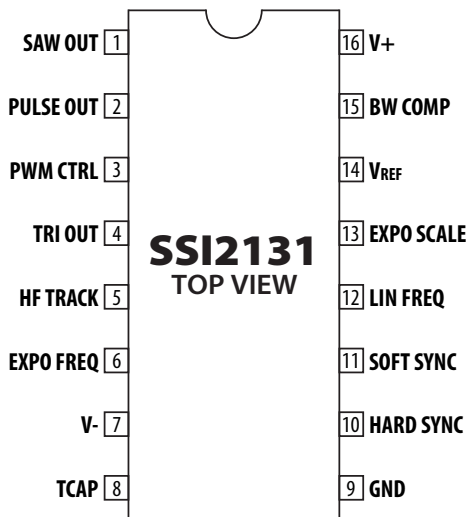 SAW OUT 1 16 V+
PULSE OUT 2 15 BW COMP
PWM CTRL 3 14 VREF
TRI OUT 4 13 EXPO SCALE
SSI2131
TOP VIEW
HF TRACK 5 12 LIN FREQ
EXPO FREQ 6 11 SOFT SYNC
V- 7 10 HARD SYNC
TCAP 8 9 GND